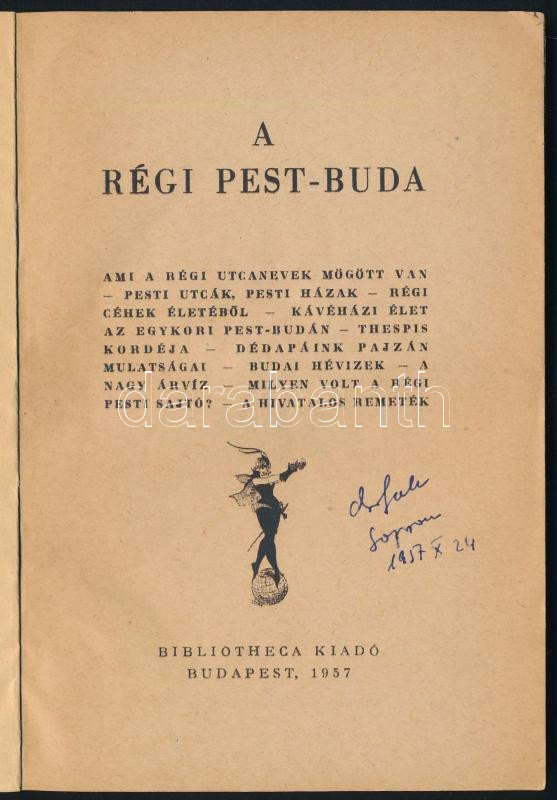 A
RÉGI PEST-BUDA
AMI A RÉGI UTCANEVEK MÖGÖTT VAN
— PESTI UTCÁK, PESTI HÁZAK — RÉGI
CÉHEK ÉLETÉBŐL — KÁVÉHÁZI ÉLET
AZ EGYKORI PEST-BUDÁN — THESPIS
KORDÉJA — DÉDAPÁINK PAJZÁN
MULATSÁGAI — BUDAI HÉVIZEK — A
NAGY ÁRVÍZ — MILYEN VOLT A RÉGI
PESTI SAJTÓ? — A HIVATALOS REMETÉK
darabanth
Sopron
1957 X 24
BIBLIOTHECA KIADÓ
BUDAPEST, 1957